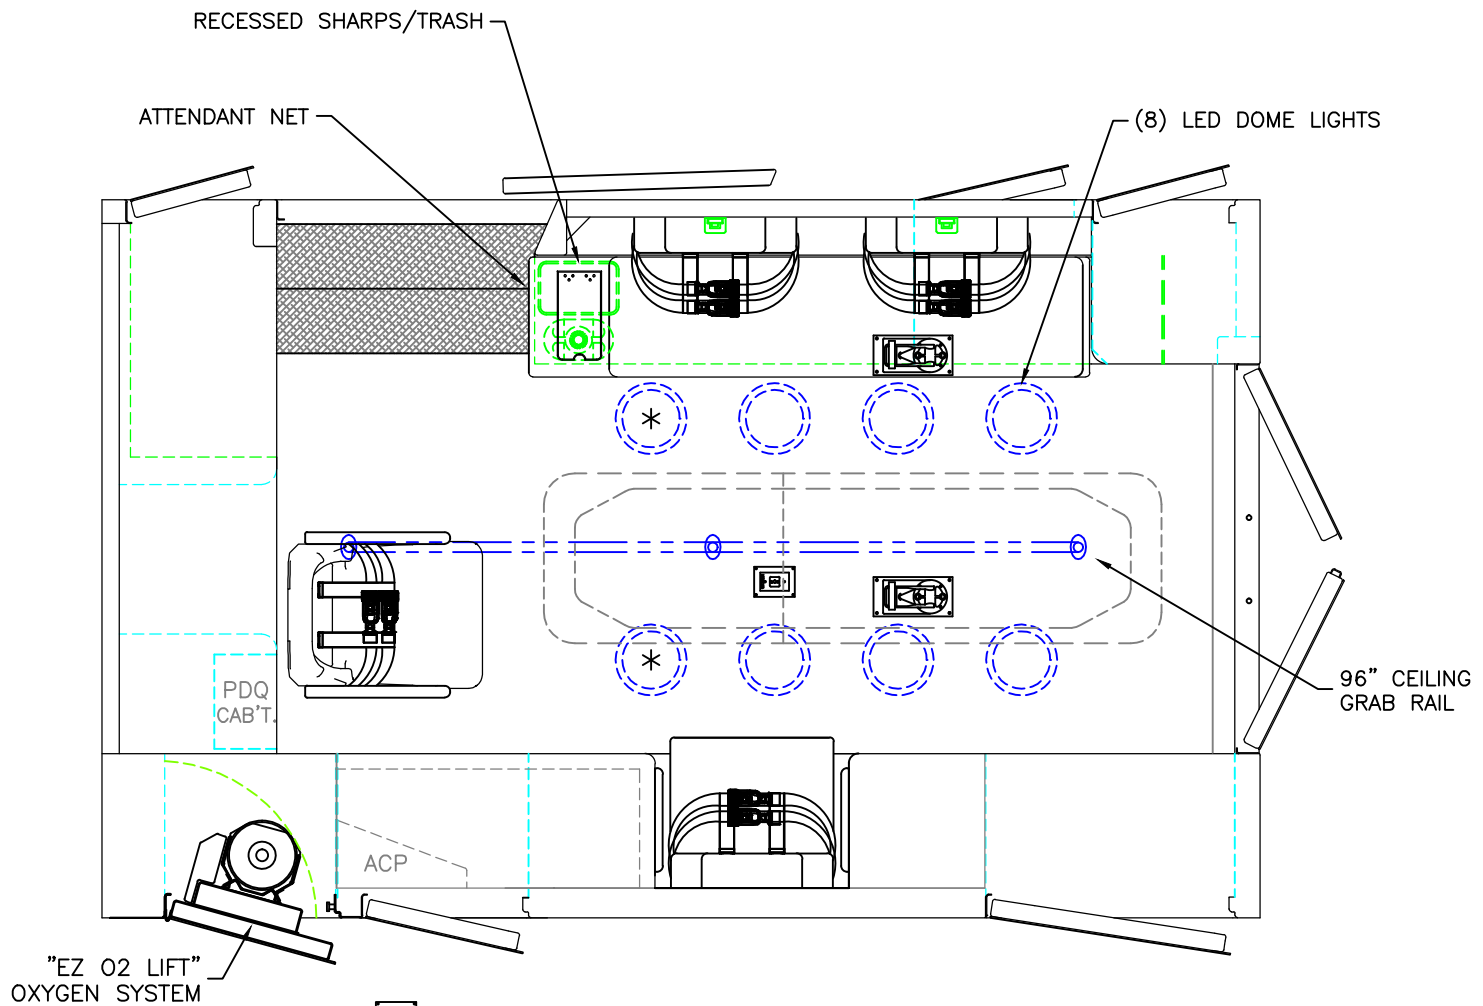 RECESSED SHARPS/TRASH
ATTENDANT NET
(8) LED DOME LIGHTS
96" CEILING
GRAB RAIL
PDQ
CAB'T.
ACP
"EZ O2 LIFT"
OXYGEN SYSTEM